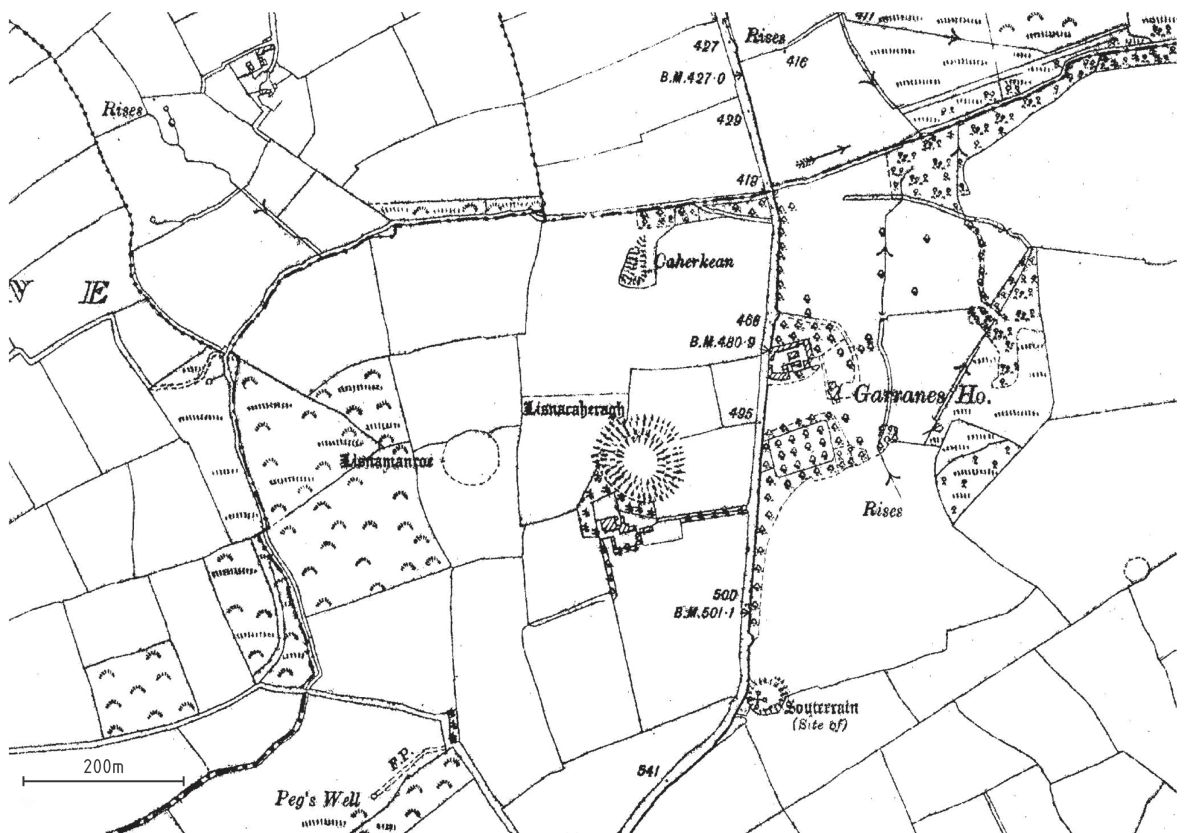 411
Rises
427
416
B.M.427·0
Rises
429
419
Caherkean
V E
466
B.M.480·9
Garranes Ho.
Lisnacaheragh
495
Lisnamanroe
Rises
500
B.M.501·1
Souterrain
(Site of)
F.P.
200m
541
Peg's Well